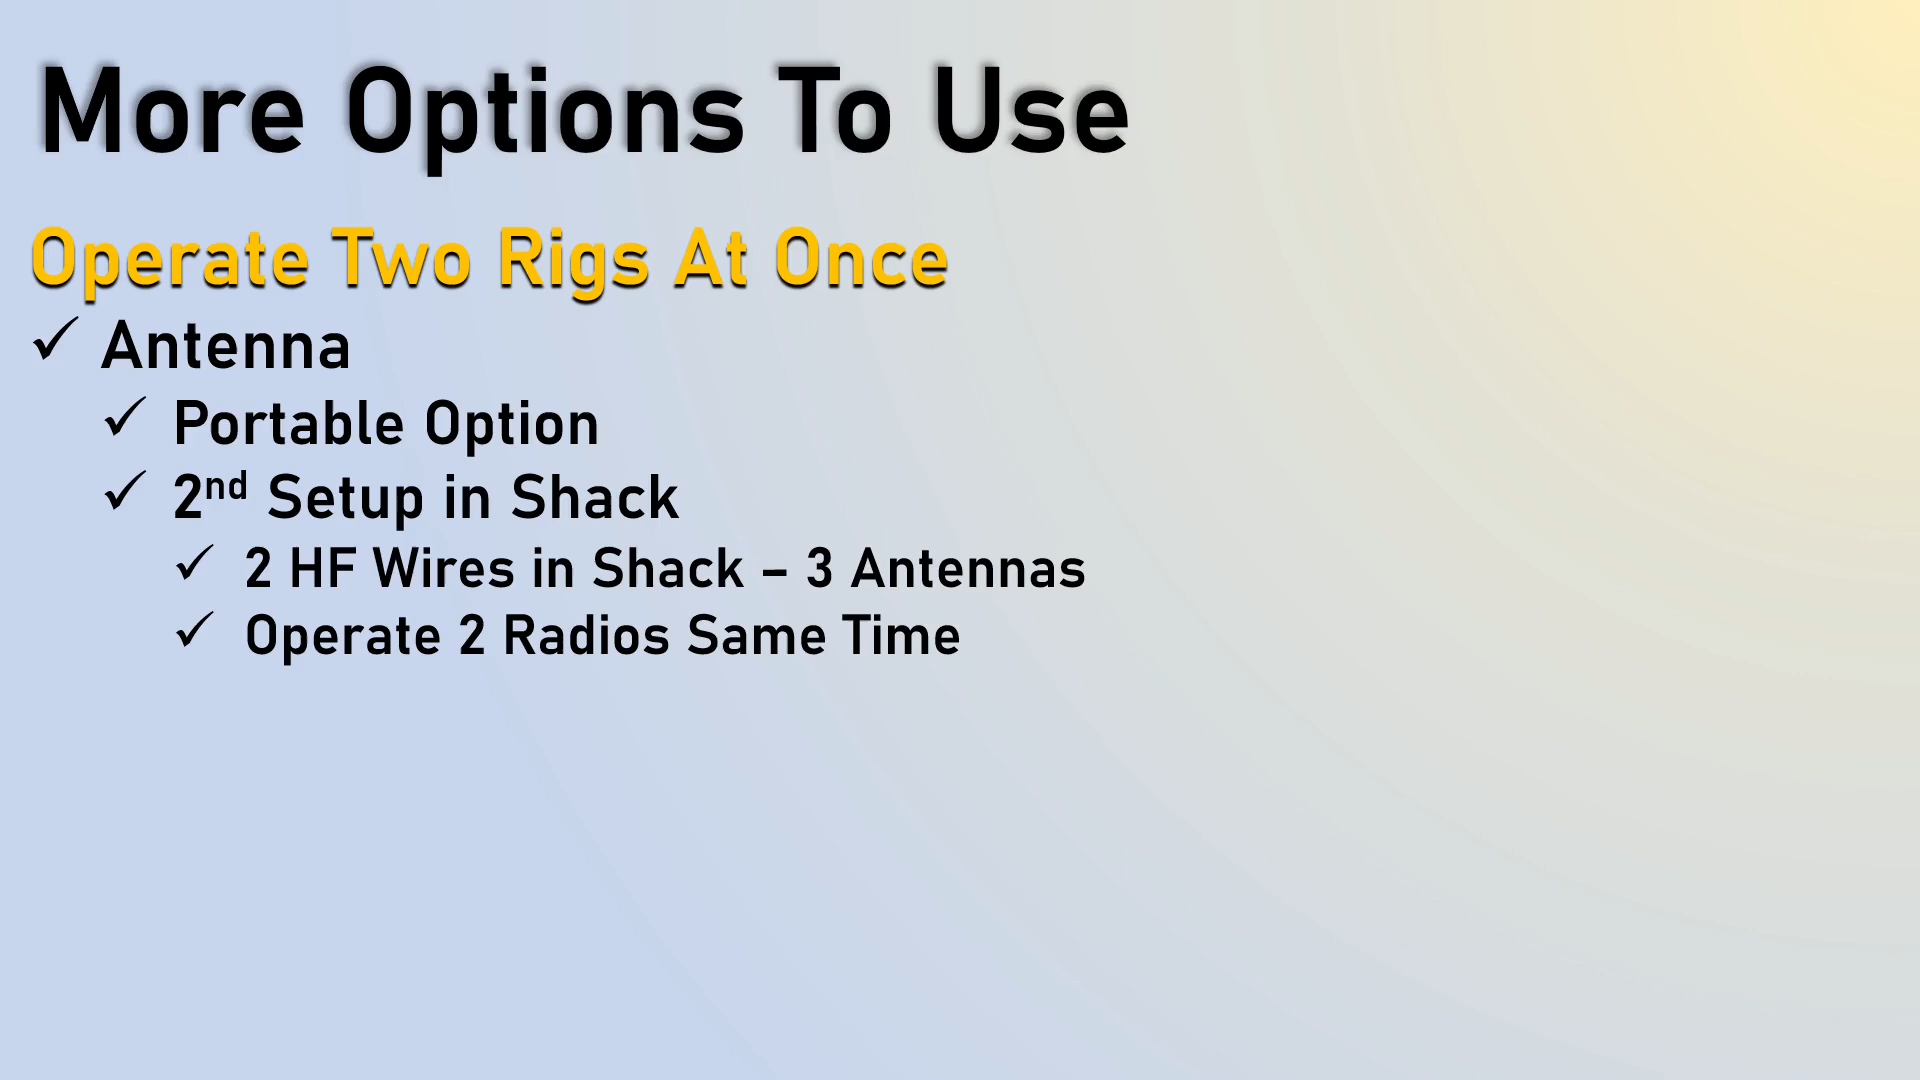 More Options To Use
Operate Two Rigs At Once
✓ Antenna
✓ Portable Option
✓ 2nd Setup in Shack
✓ 2 HF Wires in Shack – 3 Antennas
✓ Operate 2 Radios Same Time